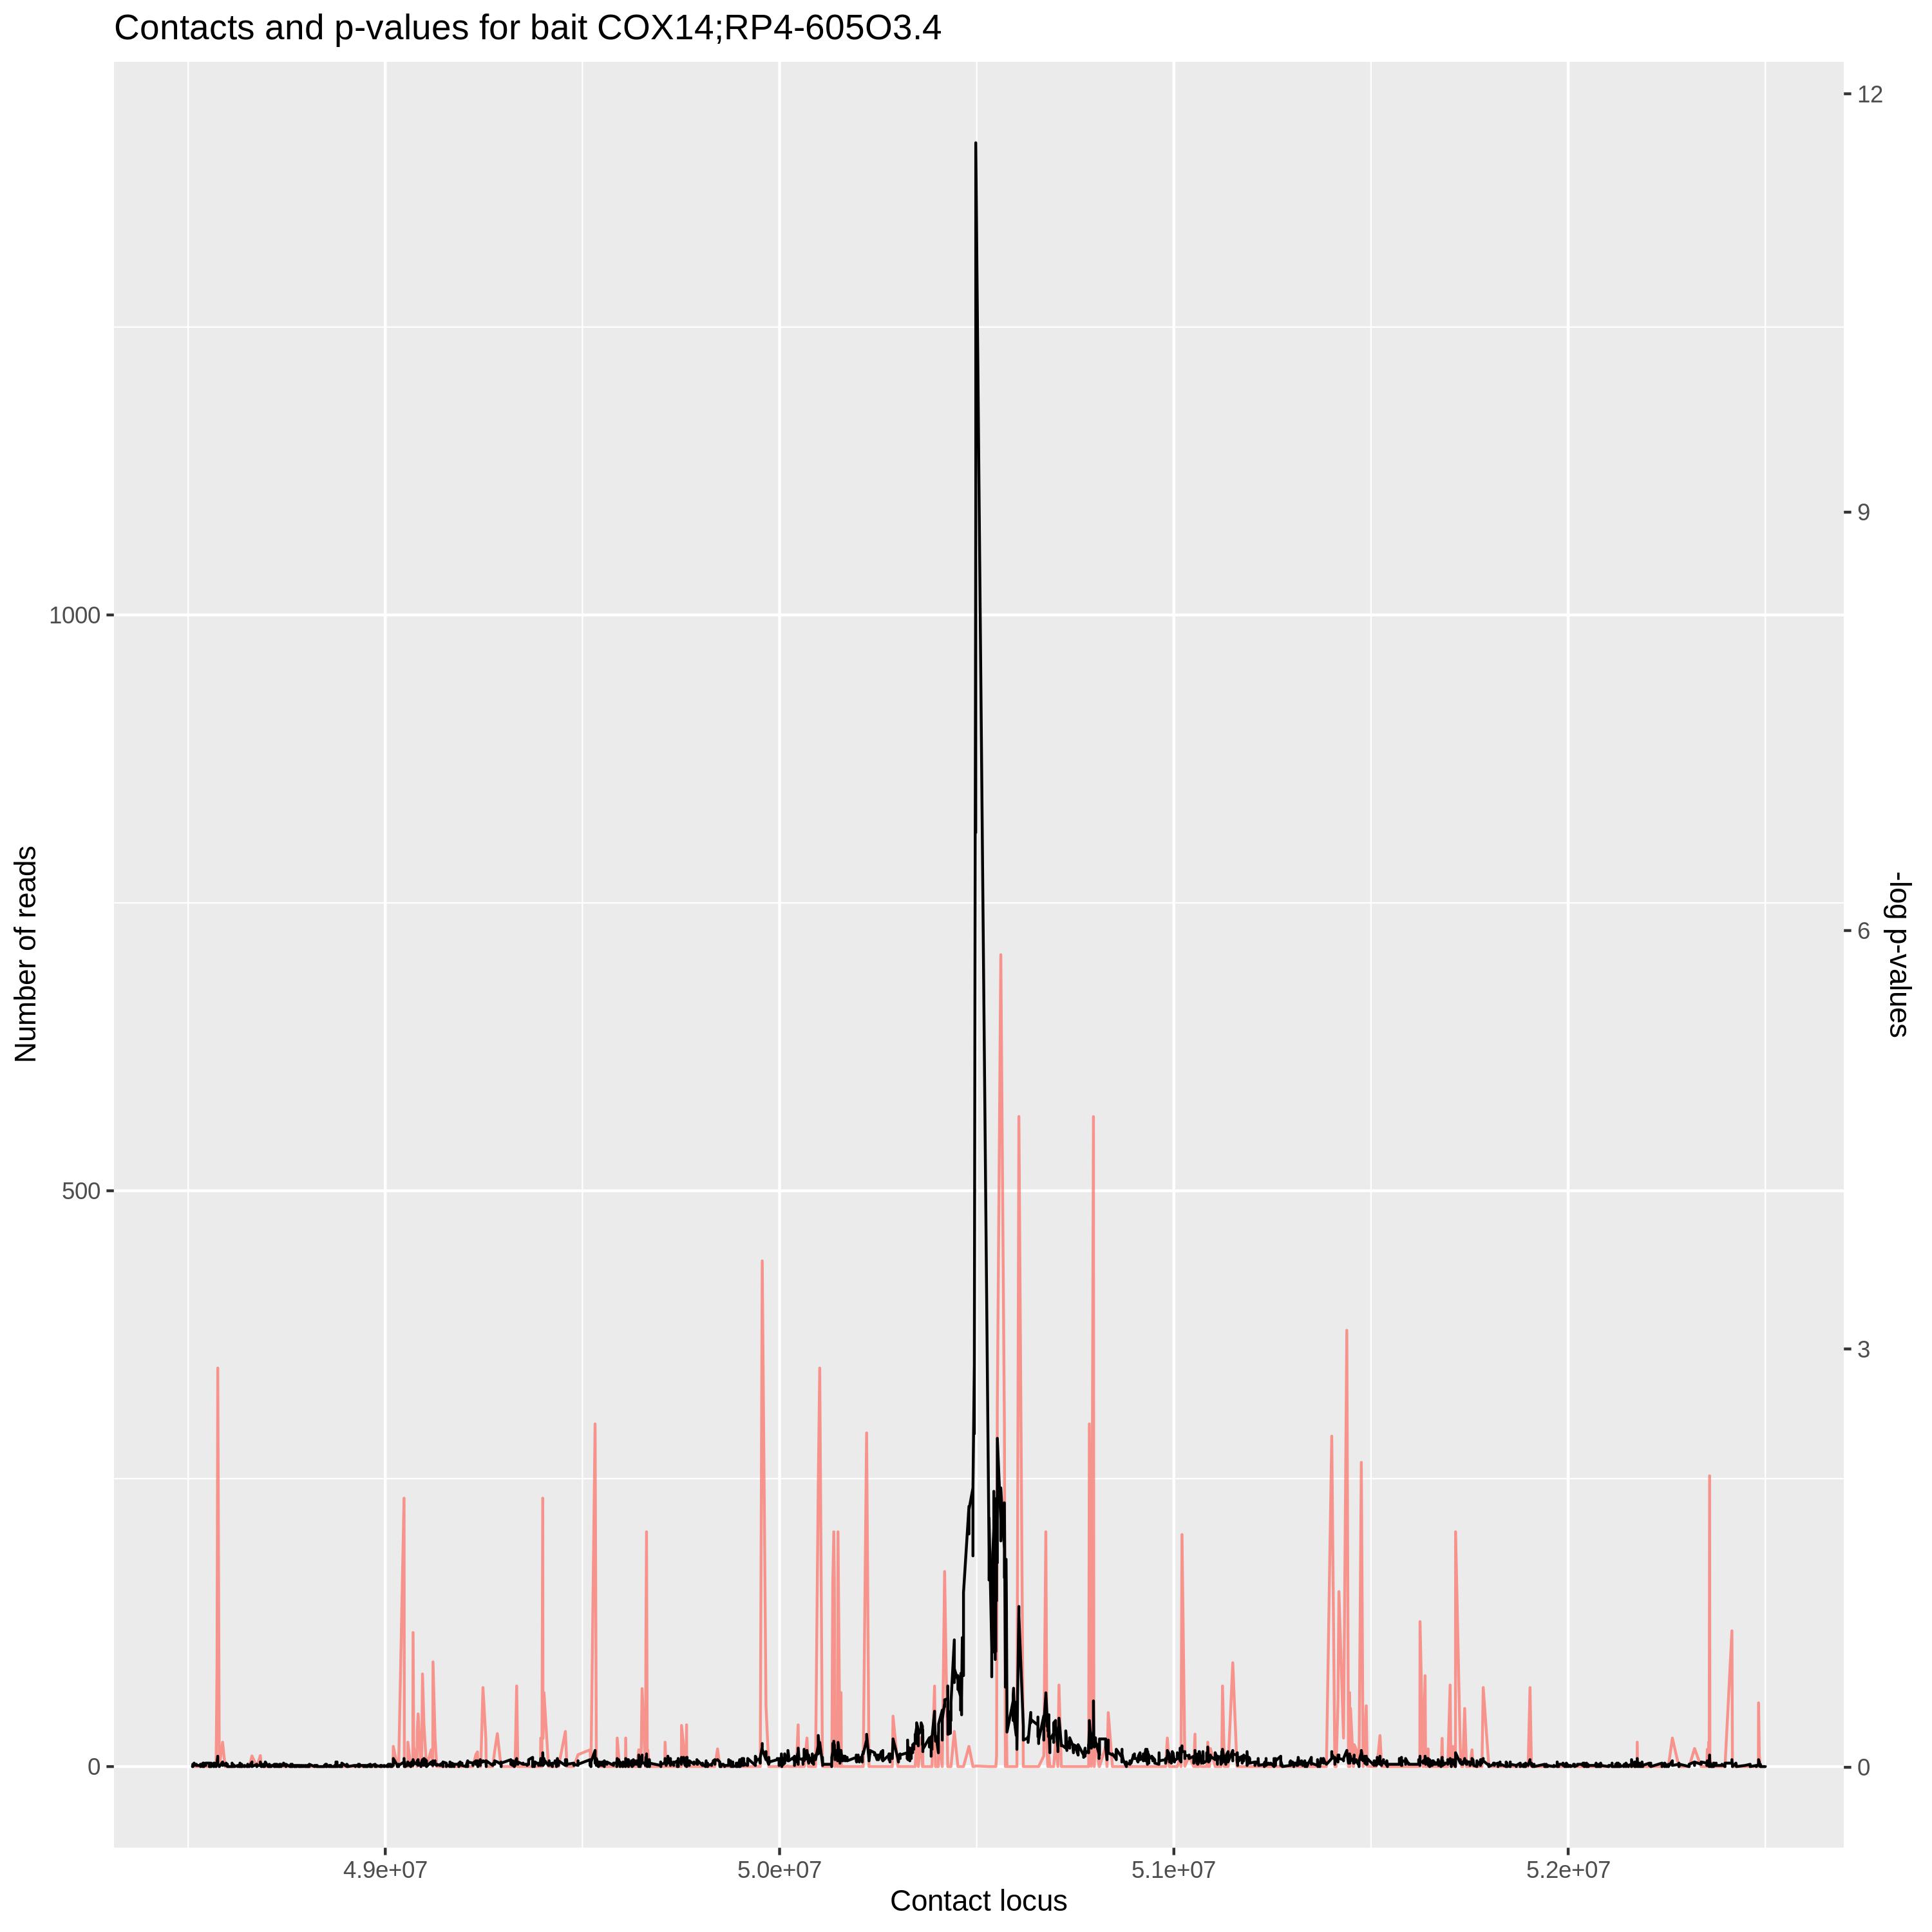 Contacts and p-values for bait COX14;RP4-605O3.4
12
9
1000
6
Number of reads
-log p-values
500
3
0
0
4.9e+07
5.0e+07
5.1e+07
5.2e+07
Contact locus